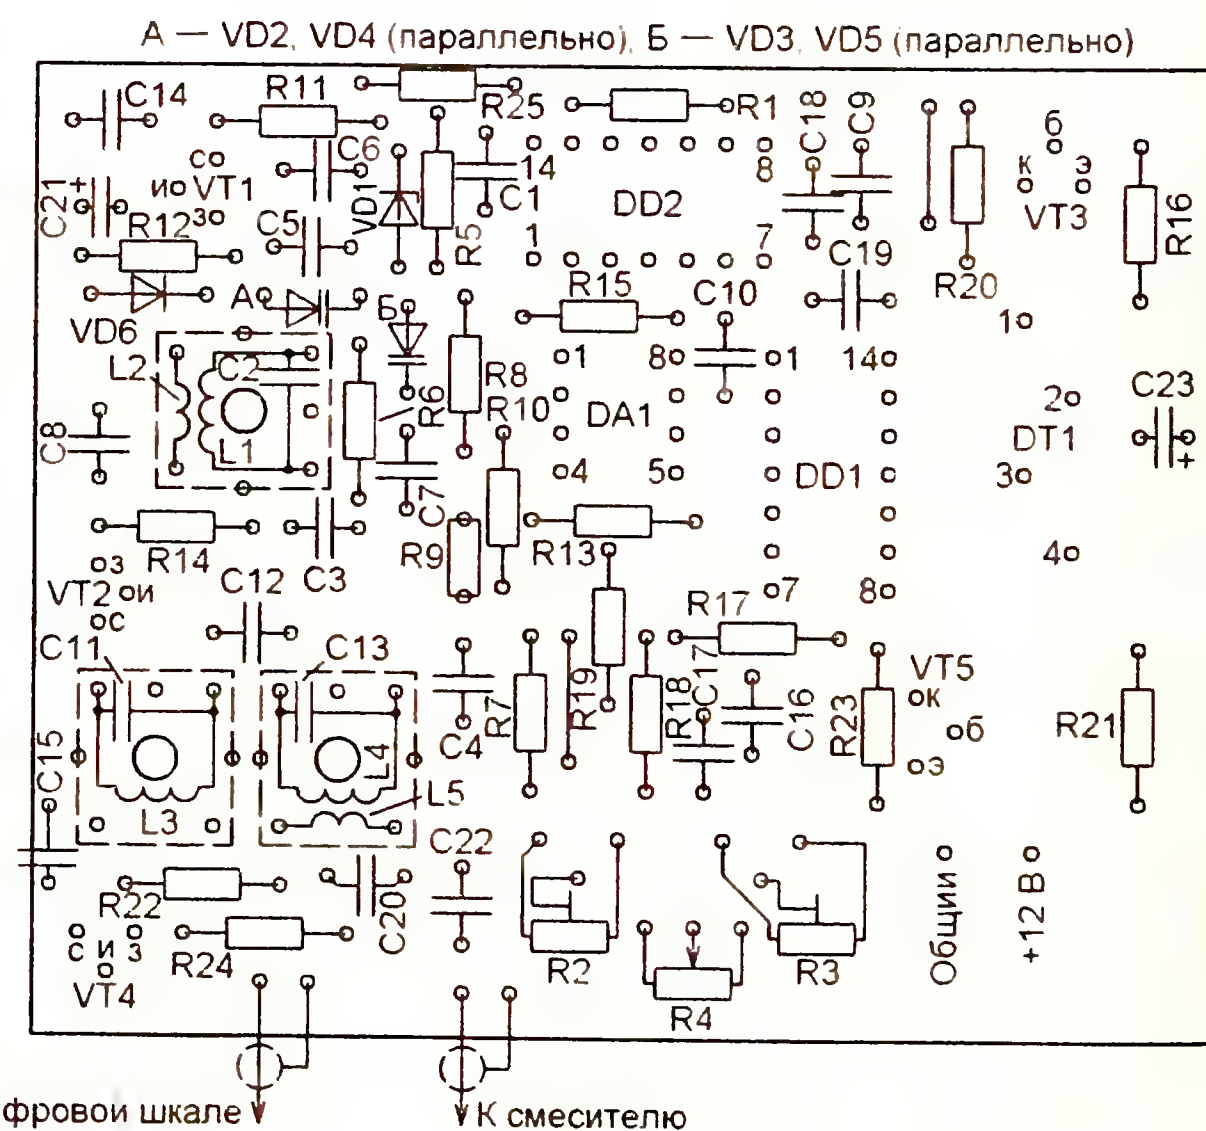 А — VD2, VD4 (параллельно), Б — VD3, VD5 (параллельно)
C14
R11
R25
R1
C18
C9
б
C6
14
8
к
э
с
и
VT1
з
C21
+
R12
C5
VD1
R5
C1
DD2
VT3
R16
1
7
C19
R20
А
VD6
Б
R15
C10
1
L2
C2
R6
R8
1
8
1
14
R10
DA1
2
C23
C8
L1
C7
DT1
+
4
5
DD1
3
R14
C3
R9
R13
4
з
VT2
и
с
C12
7
8
R17
C11
C13
VT5
к
C15
L4
C4
R7
R19
R18
C17
C16
R23
б
R21
э
L3
L5
C22
R22
C20
Общий
+12 В
с и з
R24
R2
R3
VT4
R4
фровой шкале
К смесителю